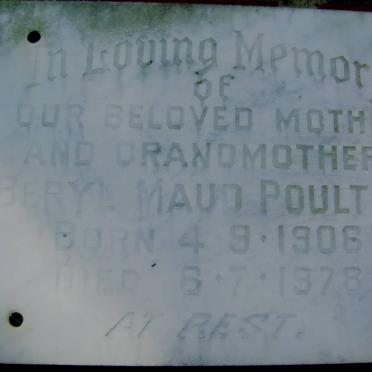 In Loving Memor
of
OUR BELOVED MOTH
AND GRANDMOTHER
BERYL MAUD POULT
BORN 4·9·1906
DIED 6·7·1978
AT REST.